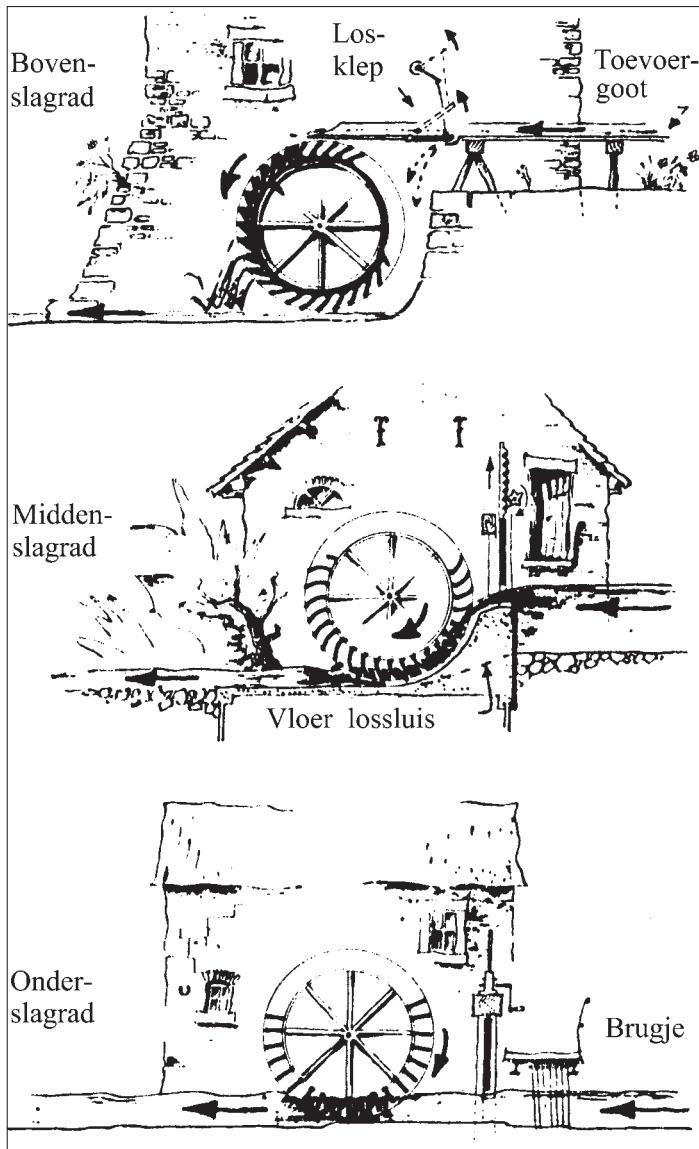 Boven-
slagrad
Los-
klep
Toevoer-
goot
Midden-
slagrad
Vloer lossluis
Onder-
slagrad
Brugje